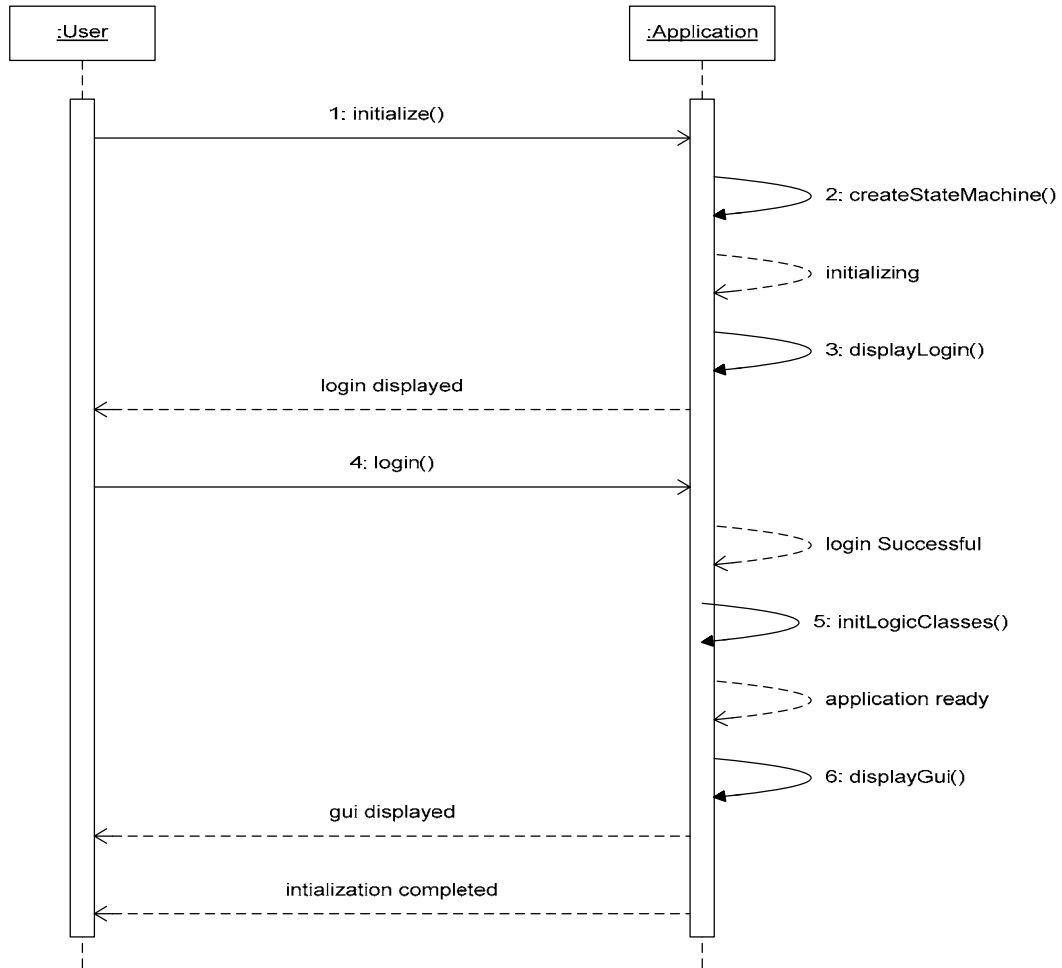 :User
:Application
1: initialize()
2: createStateMachine()
initializing
3: displayLogin()
login displayed
4: login()
login Successful
5: initLogicClasses()
application ready
6: displayGui()
gui displayed
intialization completed